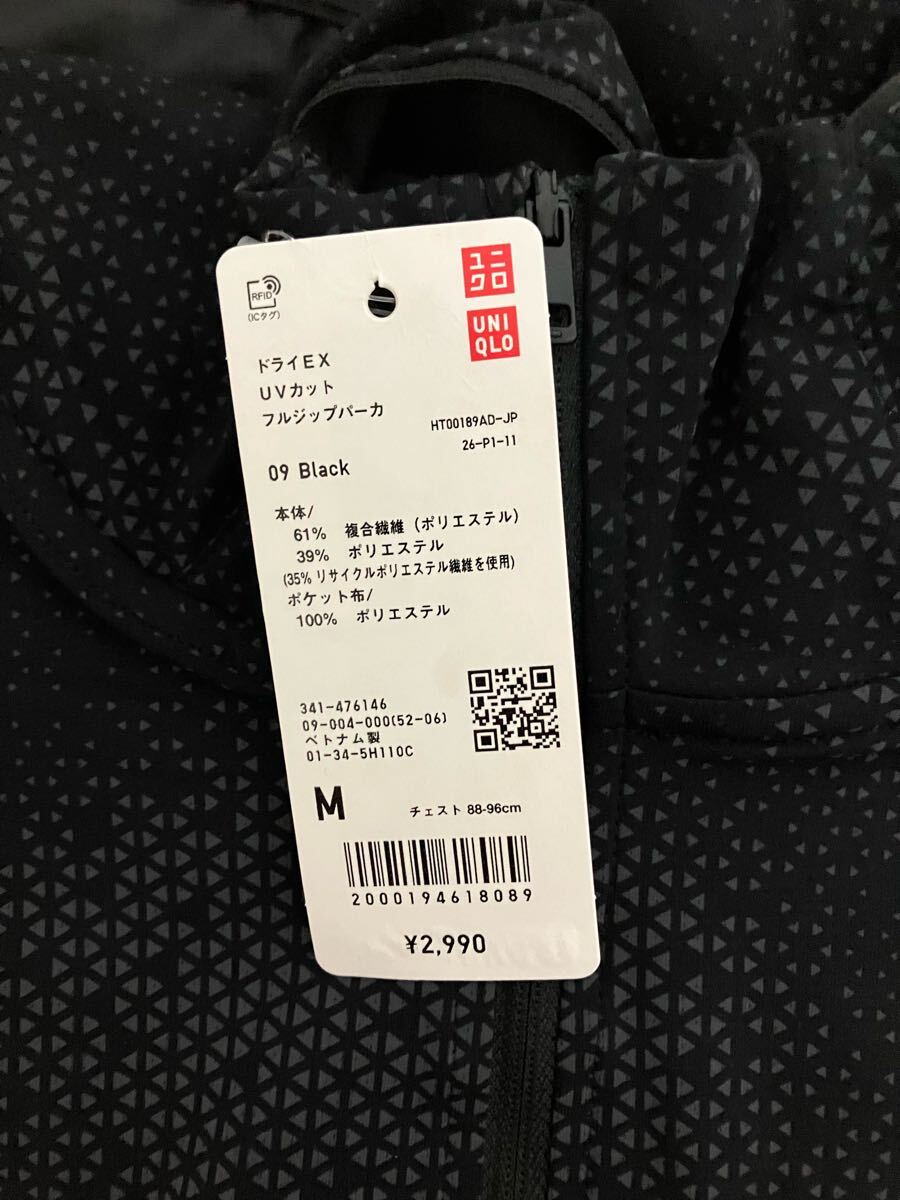 RFID
(ICタグ)
ユニ
クロ
UNI
QLO
ドライEX
UVカット
フルジップパーカ
HT00189AD-JP
26-P1-11
09 Black
本体/
61% 複合繊維(ポリエステル)
39% ポリエステル
(35% リサイクルポリエステル繊維を使用)
ポケット布/
100% ポリエステル
341-476146
09-004-000(52-06)
ベトナム製
01-34-5H110C
M
チェスト 88-96cm
2000194618089
¥2,990